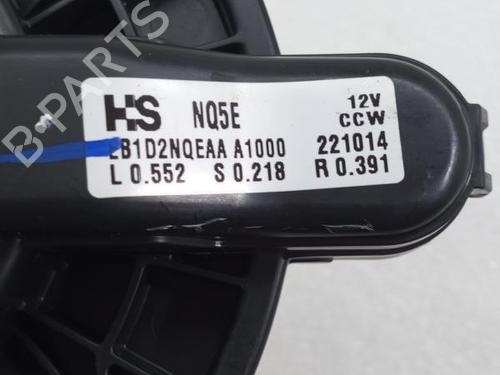 B-PARTS
HS NQ5E 12V
CCW
EB1D2NQEAA A1000 221014
L 0.552 S 0.218 R 0.391